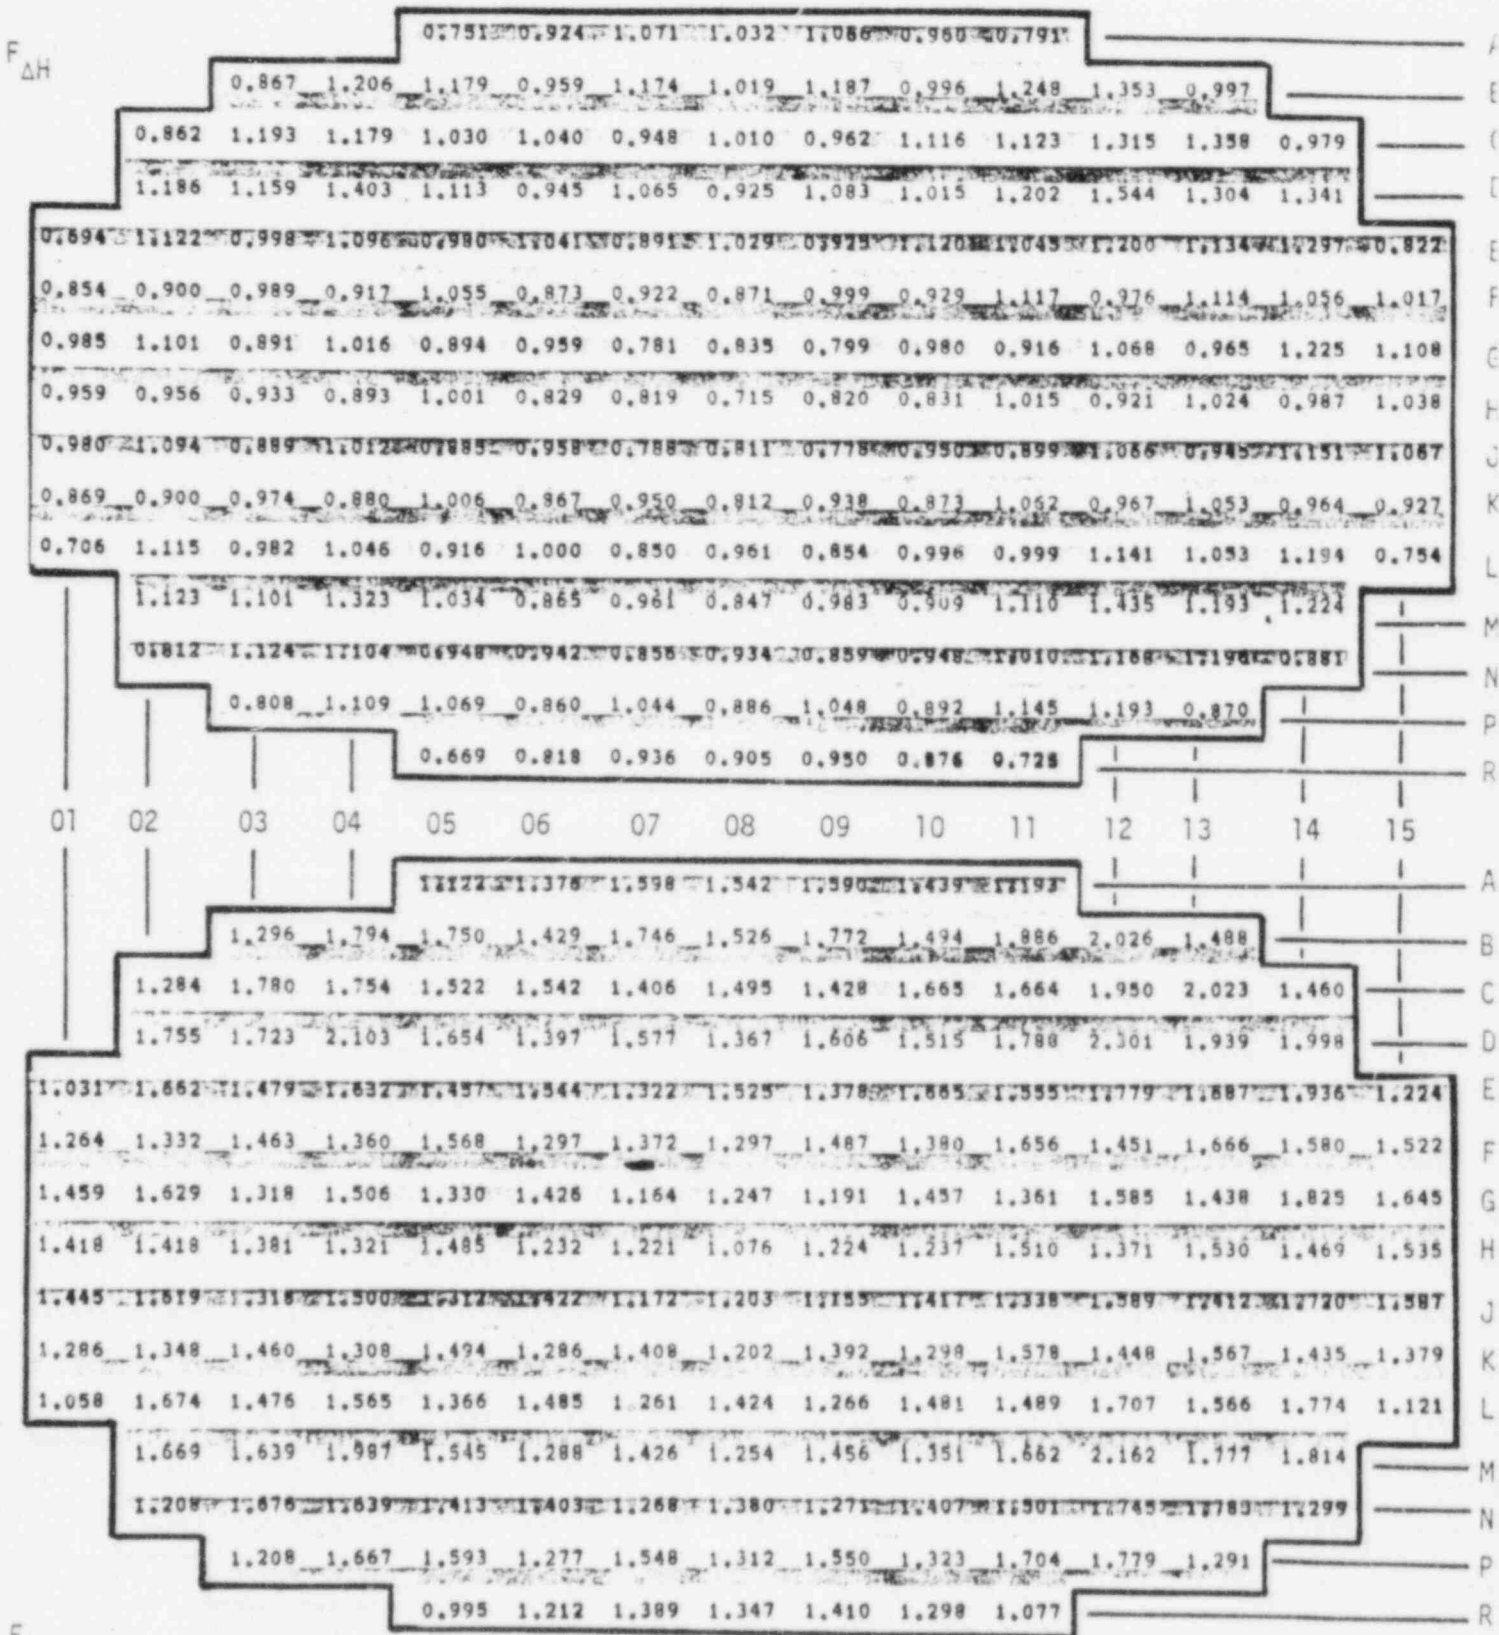 F ΔH
0.751 0.924 1.071 1.032 1.066 0.960 0.791 A
0.867 1.206 1.179 0.959 1.174 1.019 1.187 0.996 1.248 1.353 0.997
0.862 1.193 1.179 1.030 1.040 0.948 1.010 0.962 1.116 1.123 1.315 1.358 0.979
1.186 1.159 1.403 1.113 0.945 1.065 0.925 1.083 1.015 1.202 1.544 1.304 1.341
0.694 1.122 0.998 1.096 0.980 1.041 0.891 1.029 0.925 1.120 1.045 1.200 1.134 1.297 0.822 E
0.854 0.900 0.989 0.917 1.055 0.873 0.922 0.871 0.999 0.929 1.117 0.976 1.114 1.056 1.017 F
0.985 1.101 0.891 1.016 0.894 0.959 0.781 0.835 0.799 0.980 0.916 1.068 0.965 1.225 1.108 G
0.959 0.956 0.933 0.893 1.001 0.829 0.819 0.715 0.820 0.831 1.015 0.921 1.024 0.987 1.038 H
0.980 1.094 0.889 1.012 0.885 0.958 0.788 0.811 0.778 0.950 0.899 1.066 0.945 1.151 1.067 J
0.869 0.900 0.974 0.880 1.006 0.867 0.950 0.812 0.938 0.873 1.062 0.967 1.053 0.964 0.927 K
0.706 1.115 0.982 1.046 0.916 1.000 0.850 0.961 0.854 0.996 0.999 1.141 1.053 1.194 0.754 L
1.123 1.101 1.323 1.034 0.865 0.961 0.847 0.983 0.909 1.110 1.435 1.193 1.224 M
0.812 1.124 1.104 0.948 0.942 0.856 0.934 0.859 0.948 1.010 1.168 1.196 0.881 N
0.808 1.109 1.069 0.860 1.044 0.886 1.048 0.892 1.145 1.193 0.870 P
0.669 0.818 0.936 0.905 0.950 0.876 0.725 R
01 02 03 04 05 06 07 08 09 10 11 12 13 14 15
1.122 1.376 1.598 1.542 1.590 1.439 1.193 A
1.296 1.794 1.750 1.429 1.746 1.526 1.772 1.494 1.886 2.026 1.488 B
1.284 1.780 1.754 1.522 1.542 1.406 1.495 1.428 1.665 1.664 1.950 2.023 1.460 C
1.755 1.723 2.103 1.654 1.397 1.577 1.367 1.606 1.515 1.788 2.301 1.939 1.998 D
1.031 1.662 1.479 1.632 1.457 1.544 1.322 1.525 1.378 1.665 1.555 1.779 1.687 1.936 1.224 E
1.264 1.332 1.463 1.360 1.568 1.297 1.372 1.297 1.487 1.380 1.656 1.451 1.666 1.580 1.522 F
1.459 1.629 1.318 1.506 1.330 1.426 1.164 1.247 1.191 1.457 1.361 1.585 1.438 1.825 1.645 G
1.418 1.418 1.381 1.321 1.485 1.232 1.221 1.076 1.224 1.237 1.510 1.371 1.530 1.469 1.535 H
1.445 1.619 1.316 1.500 1.312 1.422 1.172 1.203 1.155 1.417 1.338 1.589 1.412 1.720 1.587 J
1.286 1.348 1.460 1.308 1.494 1.286 1.408 1.202 1.392 1.298 1.578 1.448 1.567 1.435 1.379 K
1.058 1.674 1.476 1.565 1.366 1.485 1.261 1.424 1.266 1.481 1.489 1.707 1.566 1.774 1.121 L
1.669 1.639 1.987 1.545 1.288 1.426 1.254 1.456 1.351 1.662 2.162 1.777 1.814 M
1.208 1.676 1.639 1.413 1.403 1.268 1.380 1.271 1.407 1.501 1.745 1.783 1.299 N
1.208 1.667 1.593 1.277 1.548 1.312 1.550 1.323 1.704 1.779 1.291 P
0.995 1.212 1.389 1.347 1.410 1.298 1.077 R